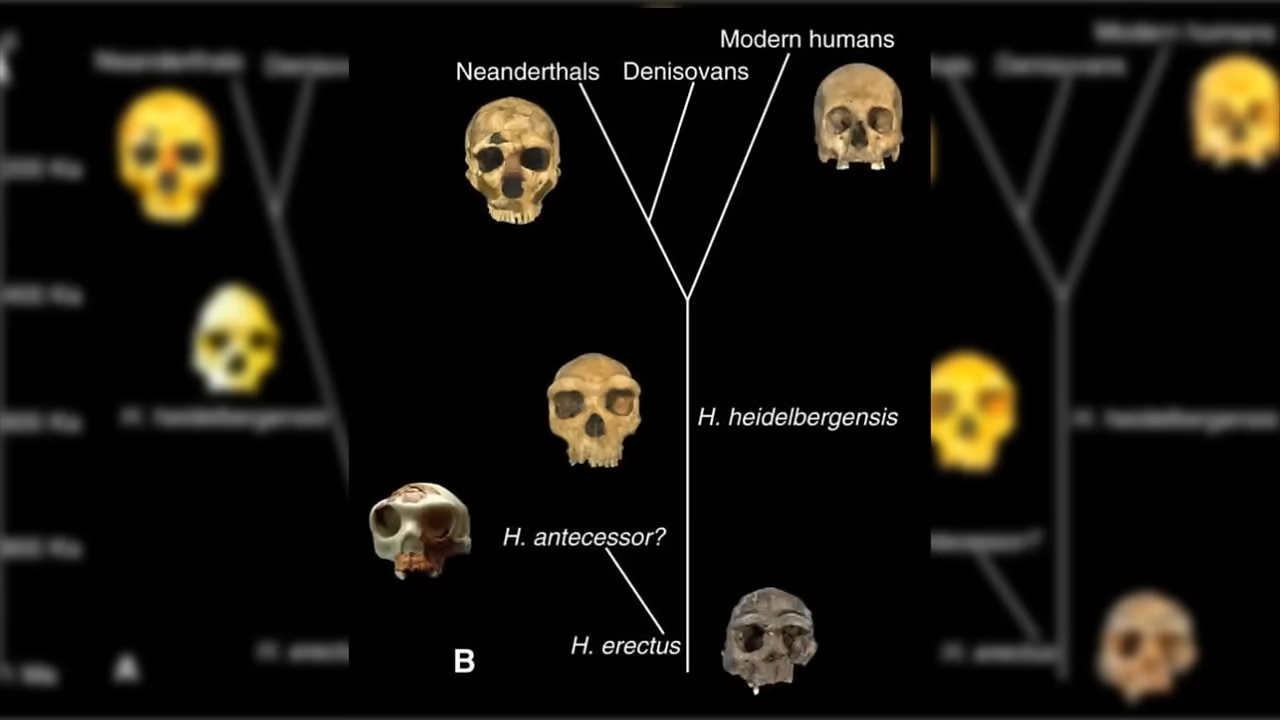 Modern humans
Neanderthals
Denisovans
H. heidelbergensis
H. antecessor?
H. erectus
B
A